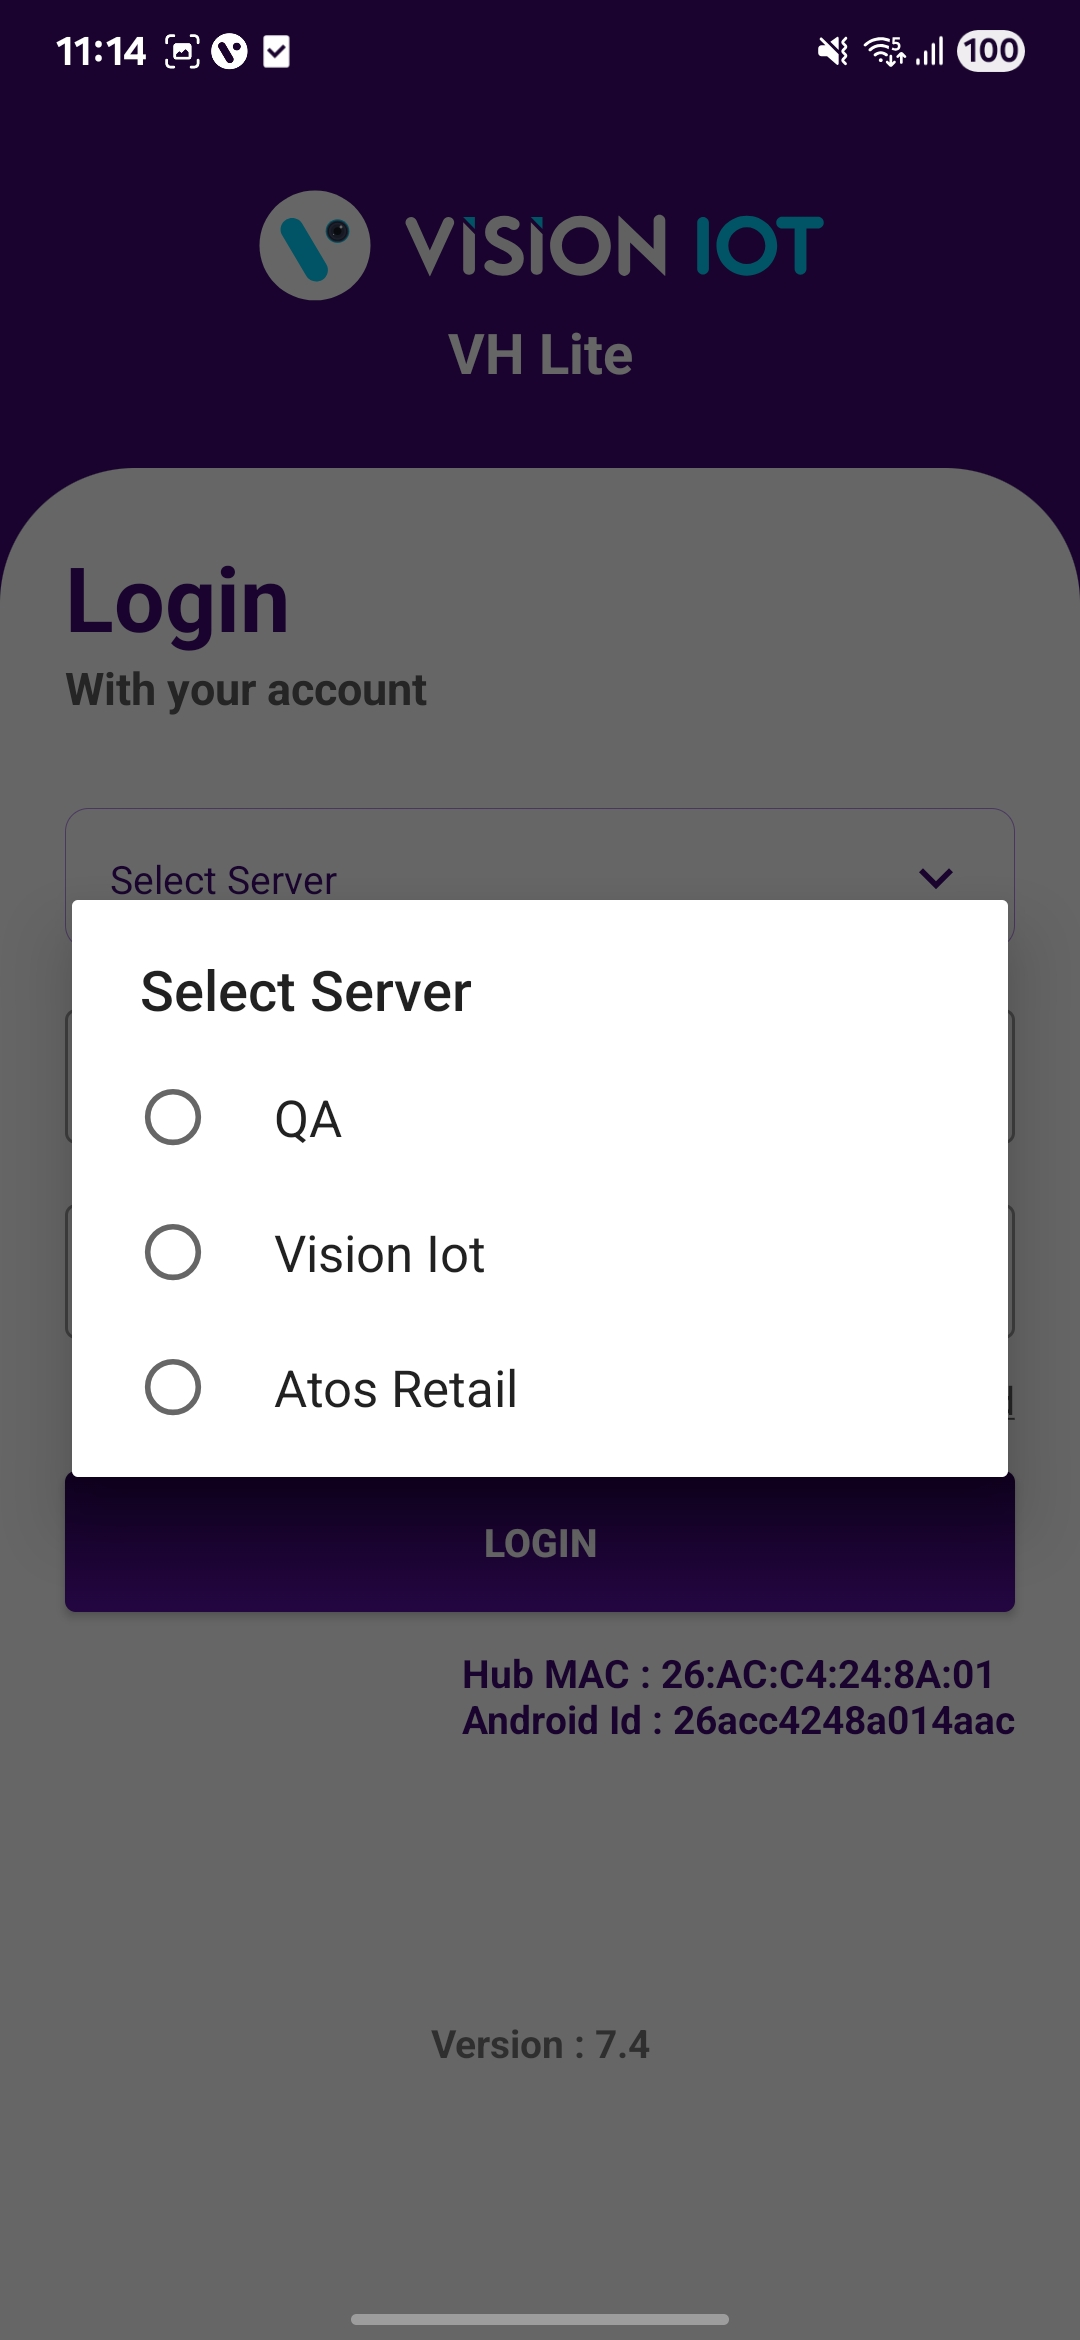 11:14
5
100
VISION IOT
VH Lite
Login
With your account
Select Server
Select Server
QA
Vision Iot
Atos Retail
LOGIN
Hub MAC : 26:AC:C4:24:8A:01
Android Id : 26acc4248a014aac
Version : 7.4